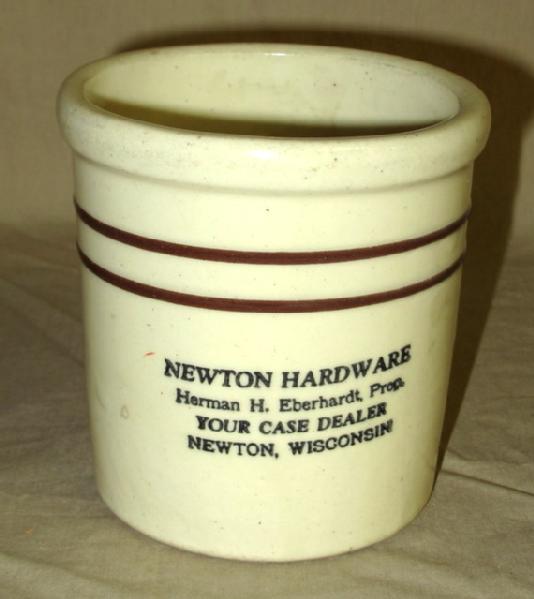 NEWTON HARDWARE
Herman H. Eberhardt, Prop.
YOUR CASE DEALER
NEWTON, WISCONSIN